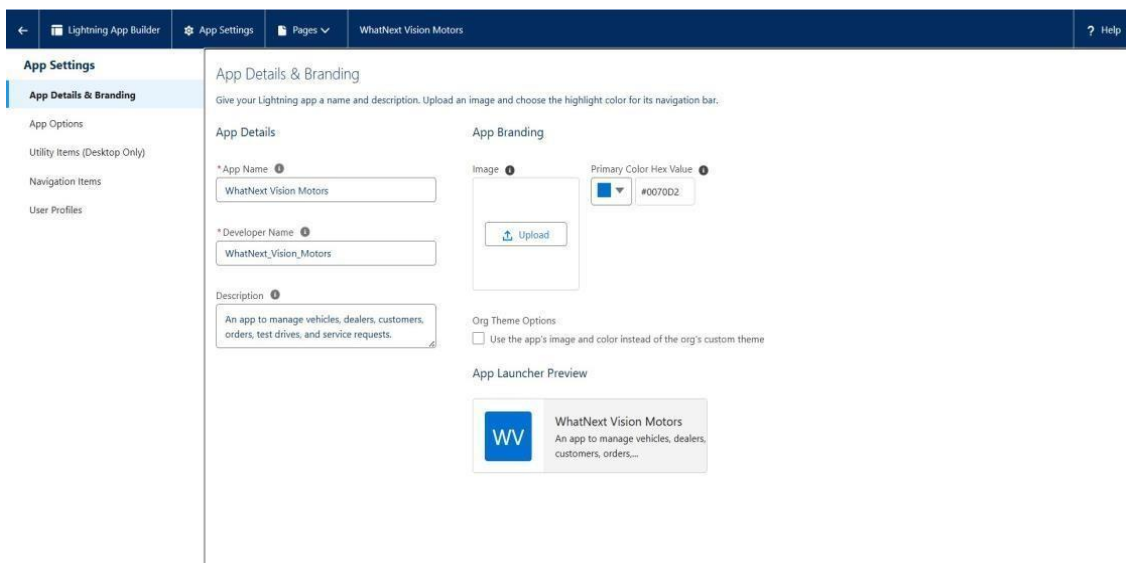 Lightning App Builder App Settings Pages WhatNext Vision Motors ? Help
App Settings
App Details & Branding
App Options
Utility Items (Desktop Only)
Navigation Items
User Profiles
App Details & Branding
Give your Lightning app a name and description. Upload an image and choose the highlight color for its navigation bar.
App Details
*App Name
WhatNext Vision Motors
*Developer Name
WhatNext_Vision_Motors
Description
An app to manage vehicles, dealers, customers,
orders, test drives, and service requests.
App Branding
Image
Upload
Primary Color Hex Value
#0070D2
Org Theme Options
Use the app's image and color instead of the org's custom theme
App Launcher Preview
WV
WhatNext Vision Motors
An app to manage vehicles, dealers,
customers, orders,...